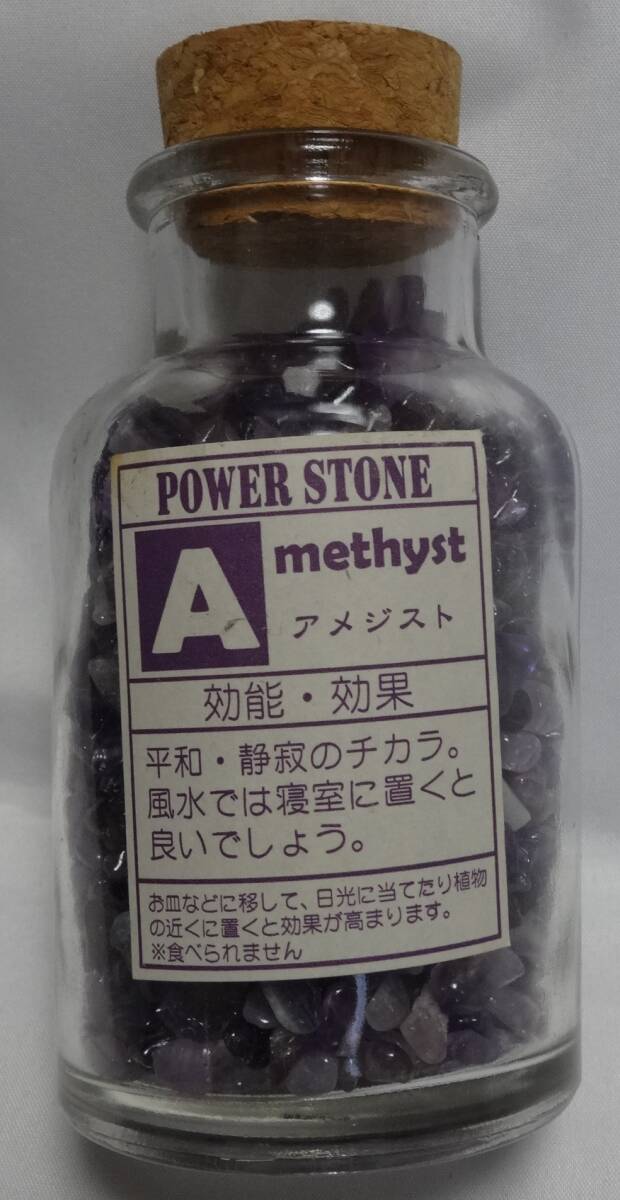 POWER STONE
Amethyst
アメジスト
効能・効果
平和・静寂のチカラ。
風水では寝室に置くと
良いでしょう。
お皿などに移して、日光に当てたり植物
の近くに置くと効果が高まります。
※食べられません